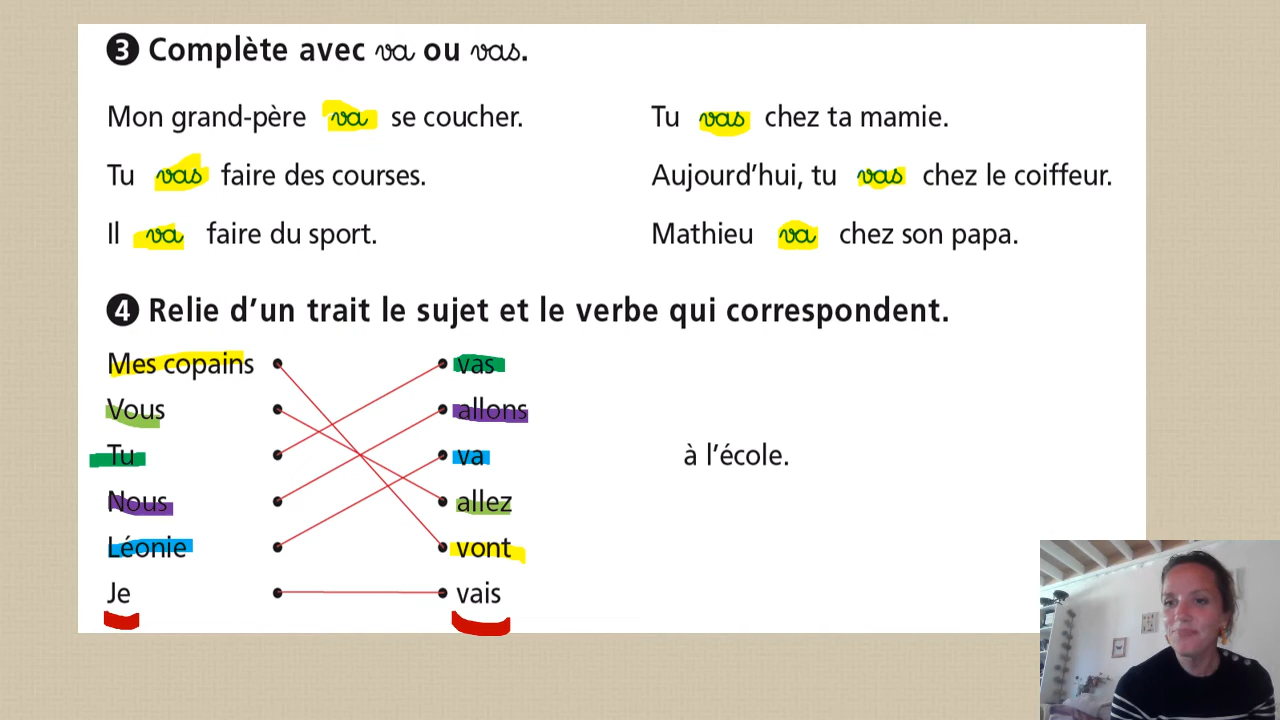 3 Complète avec va ou vas.
Mon grand-père va se coucher.
Tu vas faire des courses.
Il va faire du sport.
Tu vas chez ta mamie.
Aujourd'hui, tu vas chez le coiffeur.
Mathieu va chez son papa.
4 Relie d'un trait le sujet et le verbe qui correspondent.
Mes copains
Vous
Tu
Nous
Léonie
Je
vas
allons
va
allez
vont
vais
à l'école.